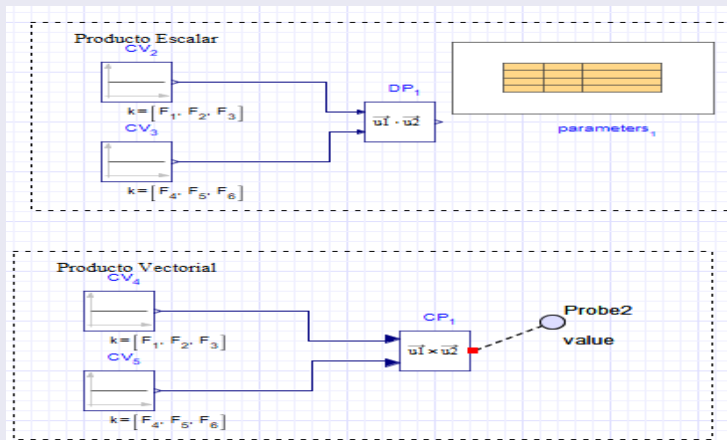 Producto Escalar
CV₂
k=[F₁, F₂, F₃]
CV₃
k=[F₄, F₅, F₆]
DP₁
u1 · u2
parameters₁
Producto Vectorial
CV₄
k=[F₁, F₂, F₃]
CV₅
k=[F₄, F₅, F₆]
CP₁
u1 × u2
Probe2
value